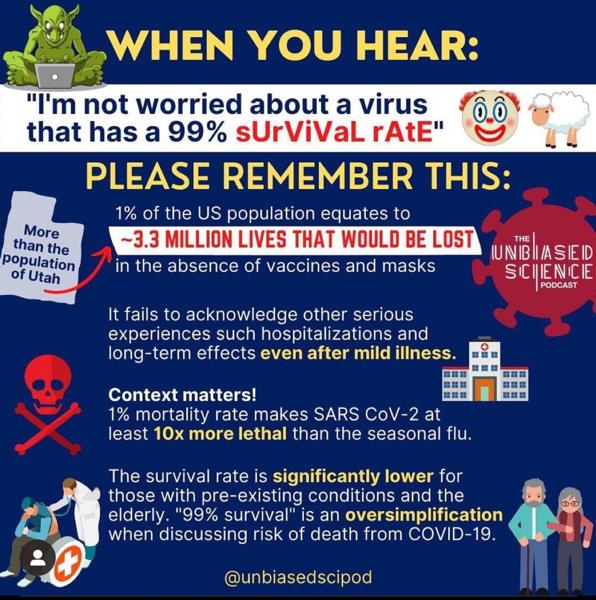 WHEN YOU HEAR:
"I'm not worried about a virus
that has a 99% sUrViVaL rAtE"
PLEASE REMEMBER THIS:
1% of the US population equates to
~3.3 MILLION LIVES THAT WOULD BE LOST
in the absence of vaccines and masks
More
than the
population
of Utah
THE
UNBIASED
SCIENCE
PODCAST
It fails to acknowledge other serious
experiences such hospitalizations and
long-term effects even after mild illness.
Context matters!
1% mortality rate makes SARS CoV-2 at
least 10x more lethal than the seasonal flu.
The survival rate is significantly lower for
those with pre-existing conditions and the
elderly. "99% survival" is an oversimplification
when discussing risk of death from COVID-19.
@unbiasedscipod